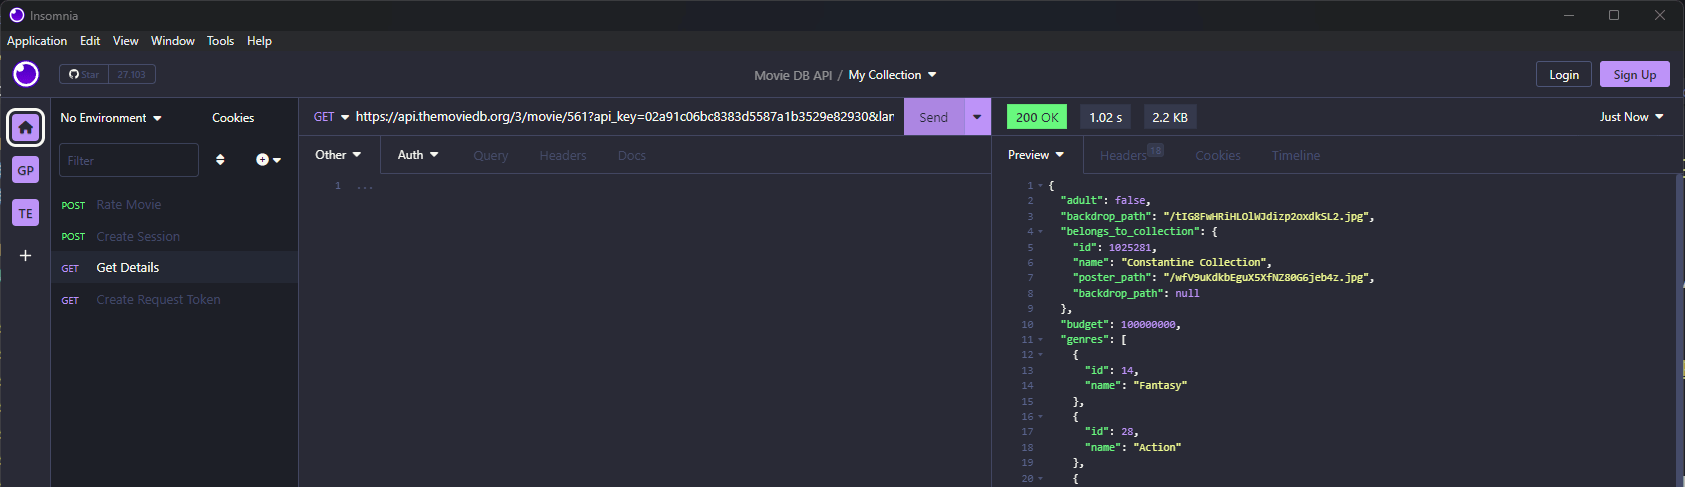 Insomnia
Application Edit View Window Tools Help
Star 27.103
Movie DB API / My Collection
Login Sign Up
GP
TE
No Environment Cookies
Filter
POST Rate Movie
POST Create Session
GET Get Details
GET Create Request Token
GET https://api.themoviedb.org/3/movie/561?api_key=02a91c06bc8383d5587a1b3529e82930&lan Send
Other Auth Query Headers Docs
1 ...
200 OK 1.02 s 2.2 KB Just Now
Preview Headers 18 Cookies Timeline
1 {
2 "adult": false,
3 "backdrop_path": "/tIG8FwHRiHLOlWJdizp2oxdkSL2.jpg",
4 "belongs_to_collection": {
5 "id": 1025281,
6 "name": "Constantine Collection",
7 "poster_path": "/wfV9uKdkbEguX5XfNZ80G6jeb4z.jpg",
8 "backdrop_path": null
9 },
10 "budget": 100000000,
11 "genres": [
12 {
13 "id": 14,
14 "name": "Fantasy"
15 },
16 {
17 "id": 28,
18 "name": "Action"
19 },
20 {